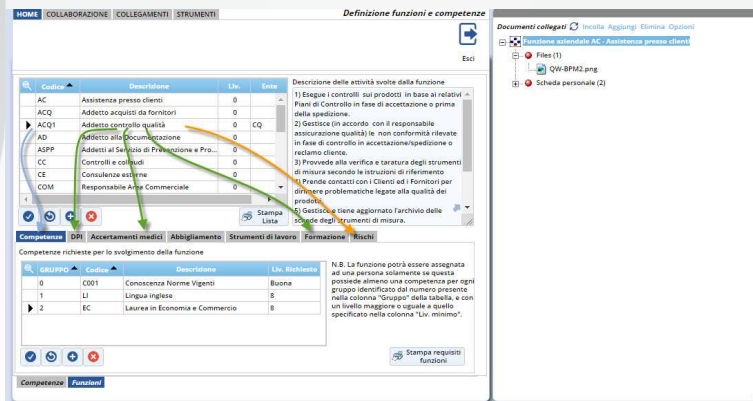 HOME COLLABORAZIONE COLLEGAMENTI STRUMENTI
Definizione funzioni e competenze
Esci
Codice Descrizione Liv. Ente
AC Assistenza presso clienti 0
ACQ Addetto acquisti da fornitori 0
ACQ1 Addetto controllo qualità 0 CQ
AD Addetto alla Documentazione 0
ASPP Addetti al Servizio di Prevenzione e Pro... 0
CC Controlli e collaudi 0
CE Consulenze esterne 0
COM Responsabile Area Commerciale 0
Stampa
Lista
Descrizione delle attività svolte dalla funzione
1) Esegue i controlli sui prodotti in base ai relativi
Piani di Controllo in fase di accettazione o prima
della spedizione.
2) Gestisce (in accordo con il responsabile
assicurazione qualità) le non conformità rilevate
in fase di controllo in accettazione/spedizione o
reclamo cliente.
3) Provvede alla verifica e taratura degli strumenti
di misura secondo le istruzioni di riferimento
4) Prende contatti con i Clienti ed i Fornitori per
dirimere problematiche legate alla qualità dei
prodotti
5) Gestisce e tiene aggiornato l'archivio delle
schede degli strumenti di misura.
Competenze DPI Accertamenti medici Abbigliamento Strumenti di lavoro Formazione Rischi
Competenze richieste per lo svolgimento della funzione
GRUPPO Codice Descrizione Liv. Richiesto
0 C001 Conoscenza Norme Vigenti Buona
1 LI Lingua inglese 8
2 EC Laurea in Economia e Commercio 8
N.B. La funzione potrà essere assegnata
ad una persona solamente se questa
possiede almeno una competenza per ogni
gruppo identificato dal numero presente
nella colonna "Gruppo" della tabella, e con
un livello maggiore o uguale a quello
specificato nella colonna "Liv. minimo".
Stampa requisiti
funzioni
Competenze Funzioni
Documenti collegati Incolla Aggiungi Elimina Opzioni
Funzione aziendale AC - Assistenza presso clienti
Files (1)
QW-BPM2.png
Scheda personale (2)